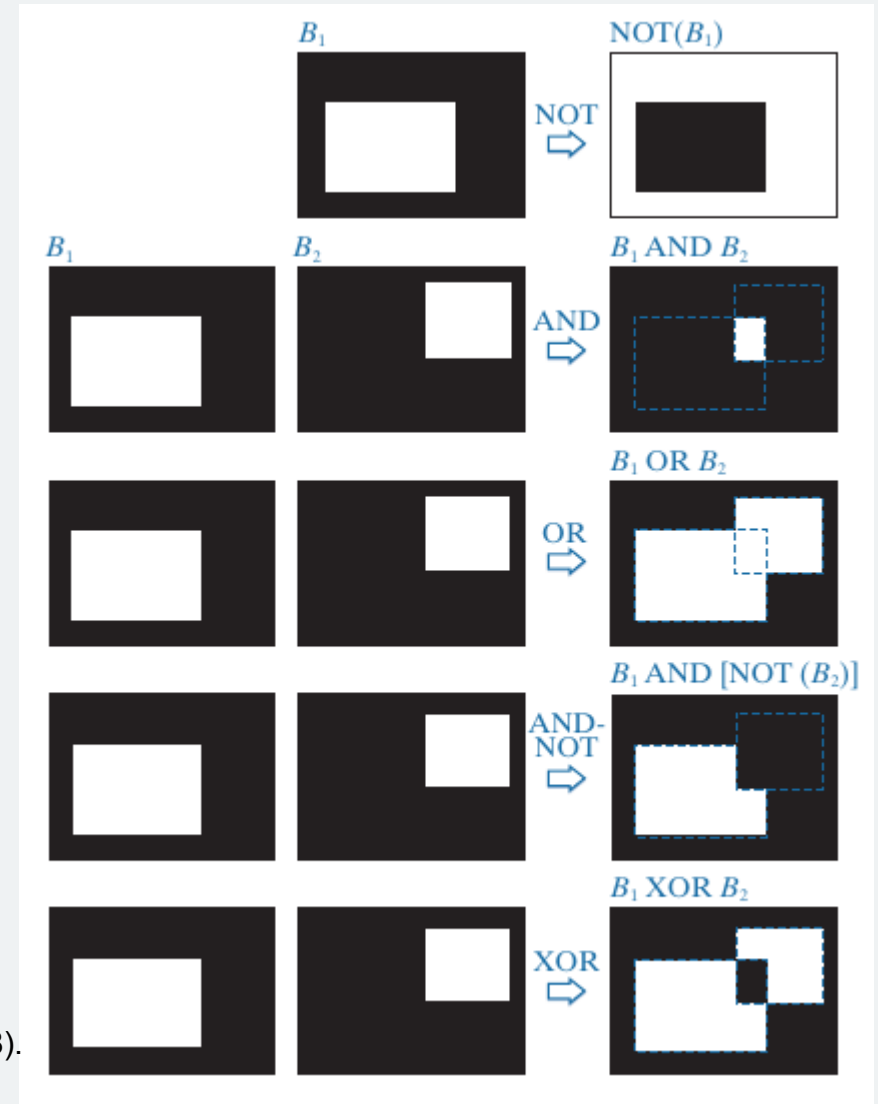 B₁ NOT(B₁)
NOT
B₁ B₂ B₁ AND B₂
AND
B₁ OR B₂
OR
B₁ AND [NOT (B₂)]
AND-
NOT
B₁ XOR B₂
XOR
3).